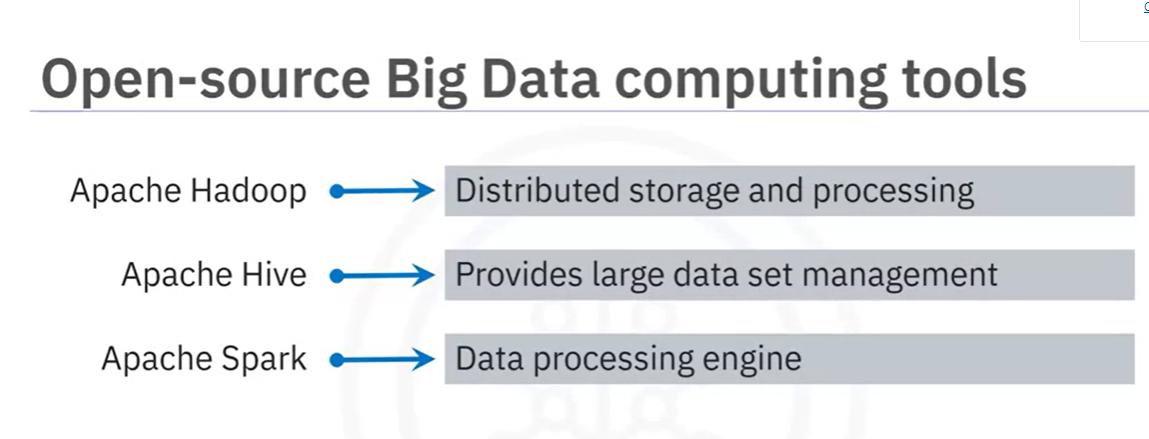 Open-source Big Data computing tools
Apache Hadoop Distributed storage and processing
Apache Hive Provides large data set management
Apache Spark Data processing engine